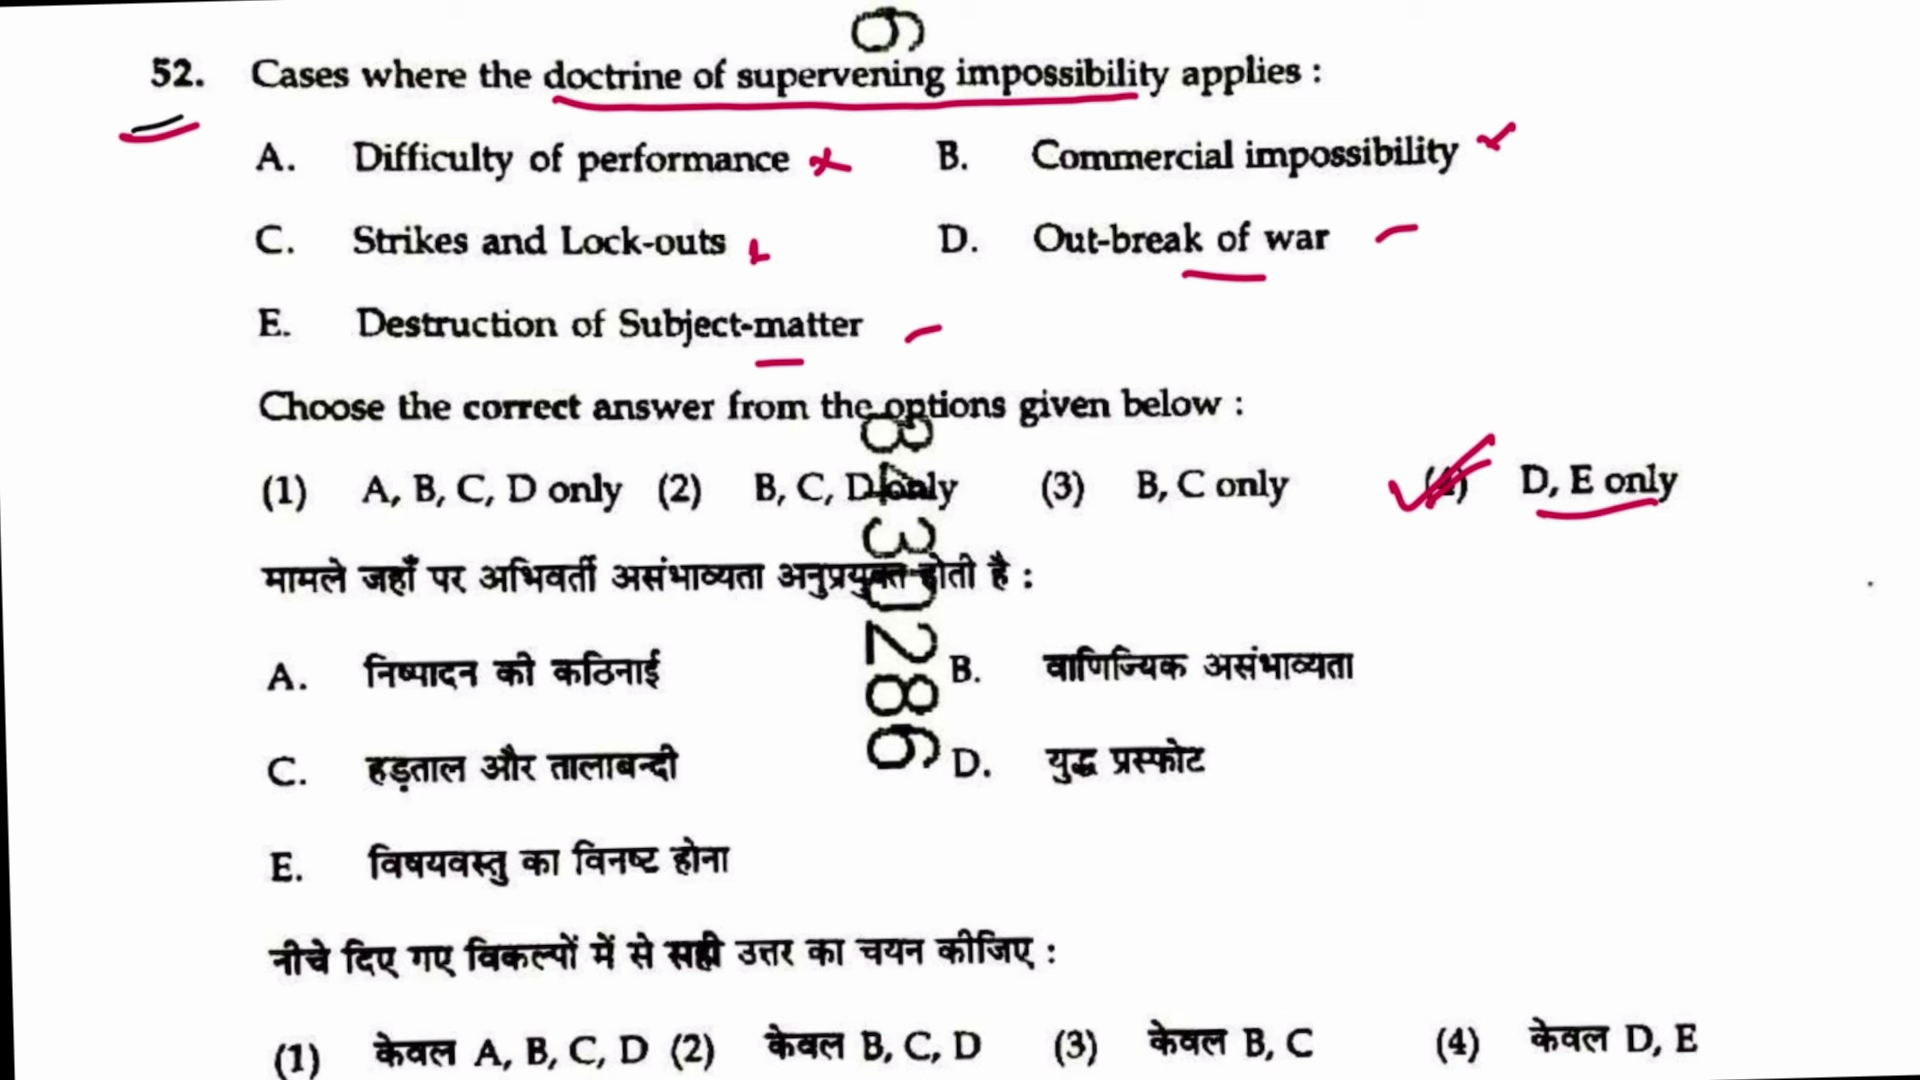 52. Cases where the doctrine of supervening impossibility applies :
A. Difficulty of performance B. Commercial impossibility
C. Strikes and Lock-outs D. Out-break of war
E. Destruction of Subject-matter
Choose the correct answer from the options given below :
(1) A, B, C, D only (2) B, C, D only (3) B, C only (4) D, E only
मामले जहाँ पर अभिवर्ती असंभाव्यता अनुप्रयुक्त होती है :
A. निष्पादन की कठिनाई B. वाणिज्यिक असंभाव्यता
C. हड़ताल और तालाबन्दी D. युद्ध प्रस्फोट
E. विषयवस्तु का विनष्ट होना
नीचे दिए गए विकल्पों में से सही उत्तर का चयन कीजिए :
(1) केवल A, B, C, D (2) केवल B, C, D (3) केवल B, C (4) केवल D, E
6
8430286